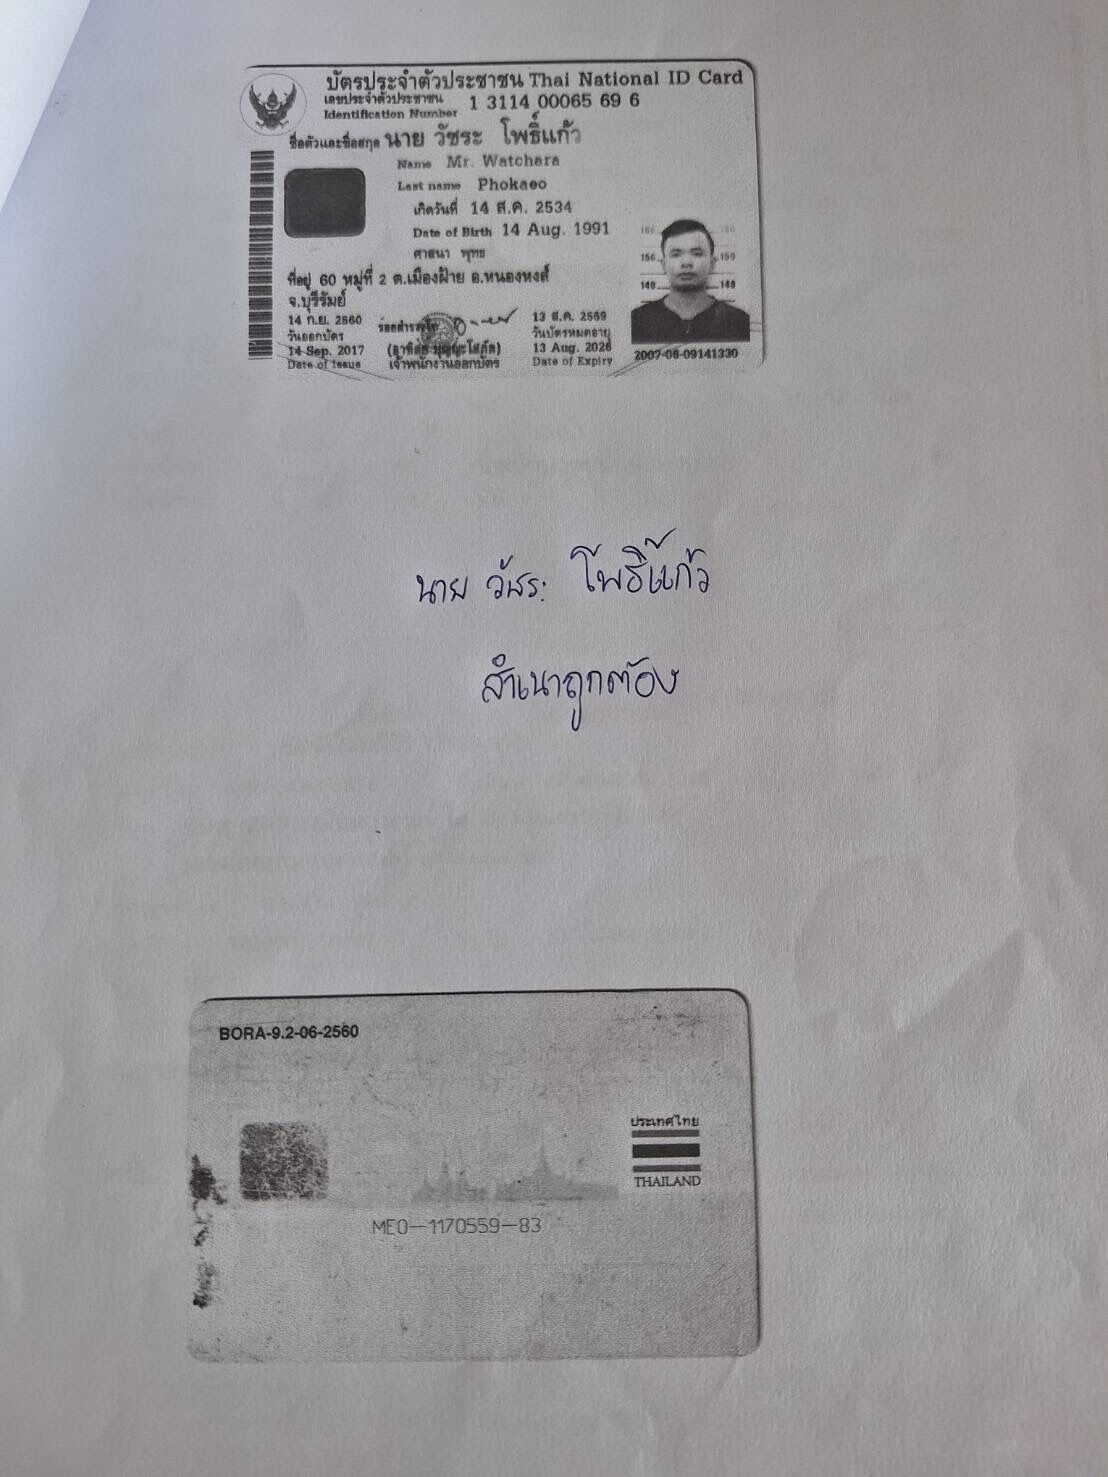 บัตรประจำตัวประชาชน Thai National ID Card
เลขประจำตัวประชาชน
Identification Number
1 3114 00065 69 6
ชื่อตัวและชื่อสกุล นาย วัชระ โพธิ์แก้ว
Name Mr. Watchara
Last name Phokaeo
เกิดวันที่ 14 ส.ค. 2534
Date of Birth 14 Aug. 1991
ศาสนา พุทธ
ที่อยู่ 60 หมู่ที่ 2 ต.เมืองฝ้าย อ.หนองหงส์
จ.บุรีรัมย์
14 ก.ย. 2560
วันออกบัตร
14 Sep. 2017
Date of Issue
เจ้าพนักงานออกบัตร
13 ส.ค. 2569
วันบัตรหมดอายุ
13 Aug. 2026
Date of Expiry
160 160
150 150
140 140
2007-06-09141330
นาย วัชระ โพธิ์แก้ว
สำเนาถูกต้อง
BORA-9.2-06-2560
ประเทศไทย
THAILAND
ME0-1170559-83